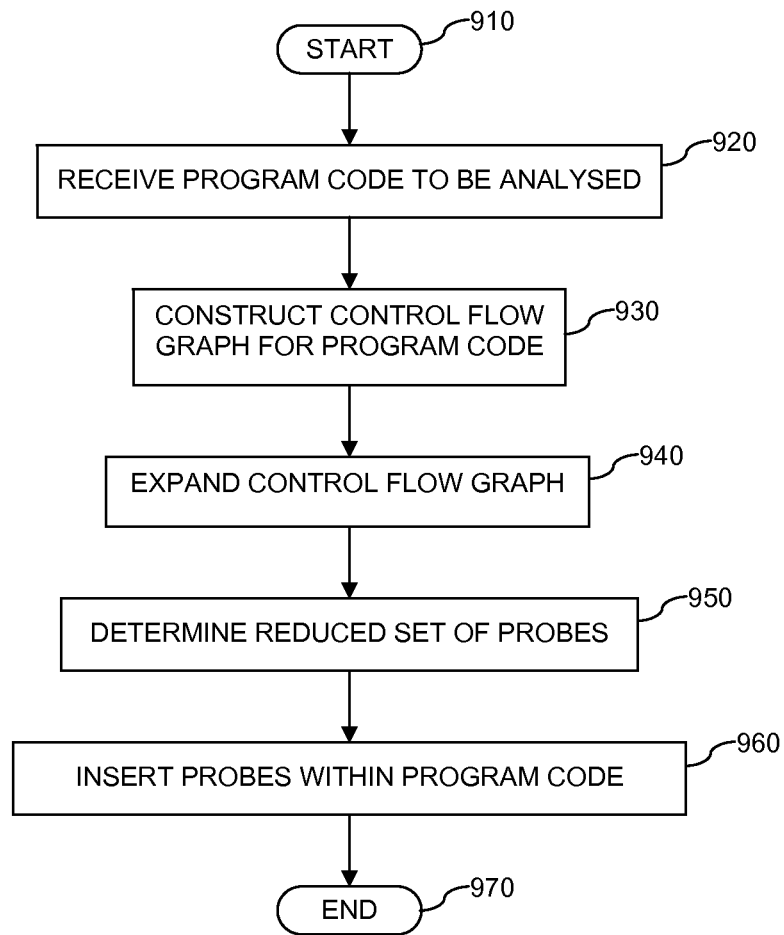 START
910
RECEIVE PROGRAM CODE TO BE ANALYSED
920
CONSTRUCT CONTROL FLOW
GRAPH FOR PROGRAM CODE
930
EXPAND CONTROL FLOW GRAPH
940
DETERMINE REDUCED SET OF PROBES
950
INSERT PROBES WITHIN PROGRAM CODE
960
END
970